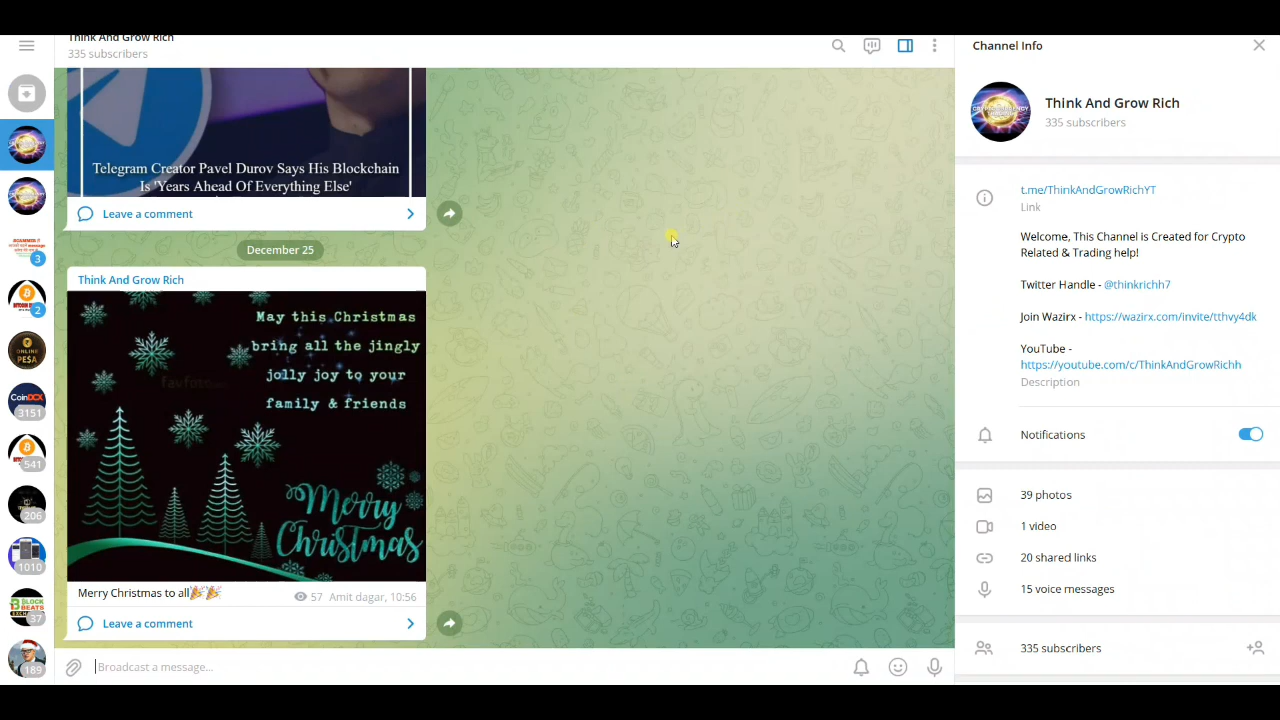 Think And Grow Rich
335 subscribers
Telegram Creator Pavel Durov Says His Blockchain
Is 'Years Ahead Of Everything Else'
Leave a comment
December 25
Think And Grow Rich
May this Christmas
bring all the jingly
jolly joy to your
family & friends
Merry
Christmas
Merry Christmas to all🎉🎉
57 Amit dagar, 10:56
Leave a comment
Broadcast a message...
3
2
ONLINE
PESA
CoinDCX
3151
541
206
1010
BLOCK
BEATS
37
189
Channel Info
Think And Grow Rich
335 subscribers
t.me/ThinkAndGrowRichYT
Link
Welcome, This Channel is Created for Crypto
Related & Trading help!
Twitter Handle - @thinkrichh7
Join Wazirx - https://wazirx.com/invite/tthvy4dk
YouTube -
https://youtube.com/c/ThinkAndGrowRichh
Description
Notifications
39 photos
1 video
20 shared links
15 voice messages
335 subscribers